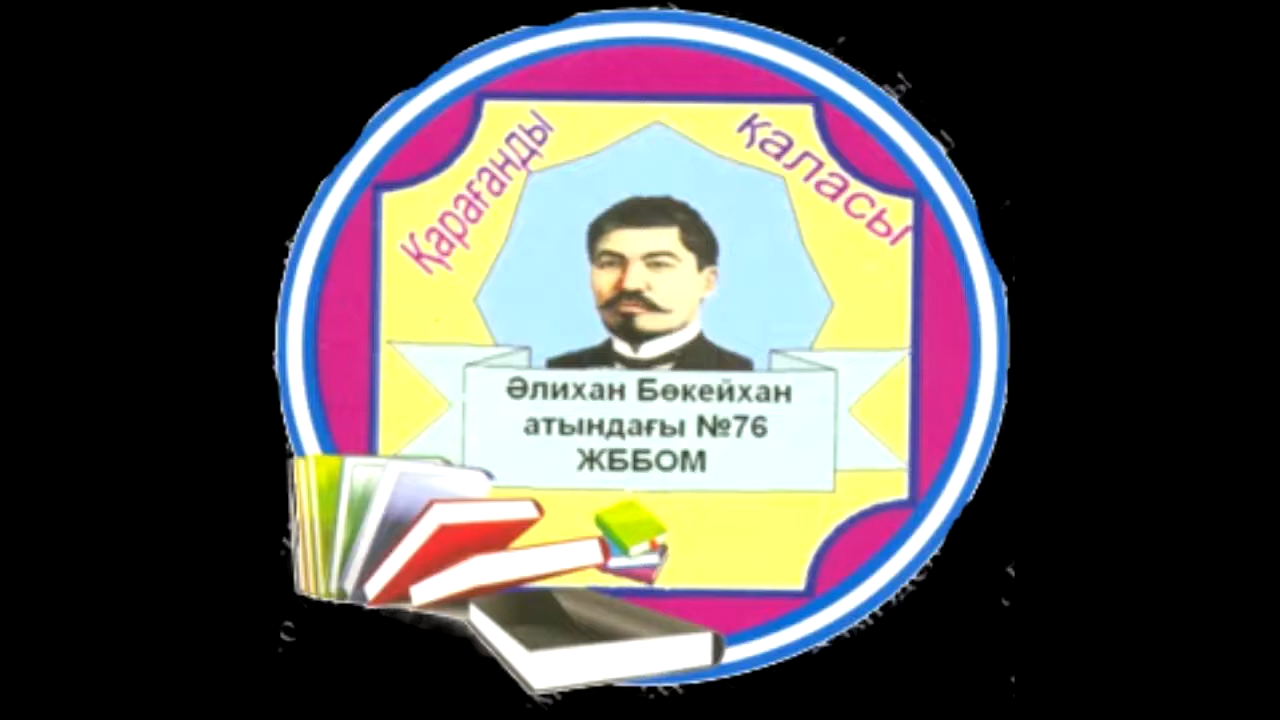 Қарағанды қаласы
Әлихан Бөкейхан
атындағы №76
ЖББОМ